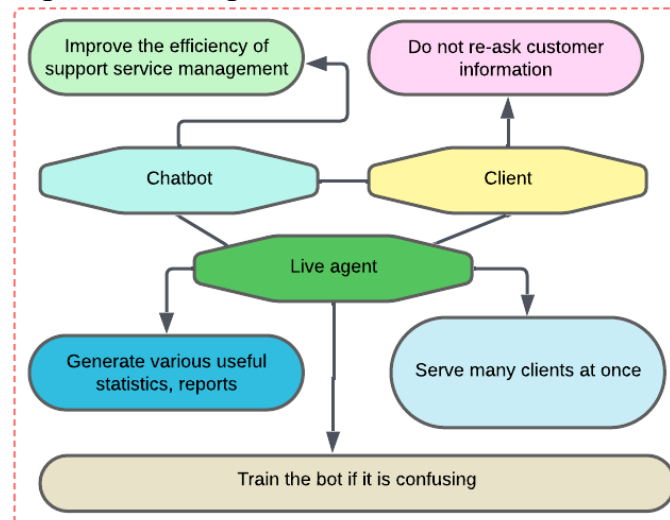 Improve the efficiency of
support service management
Do not re-ask customer
information
Chatbot
Client
Live agent
Generate various useful
statistics, reports
Serve many clients at once
Train the bot if it is confusing